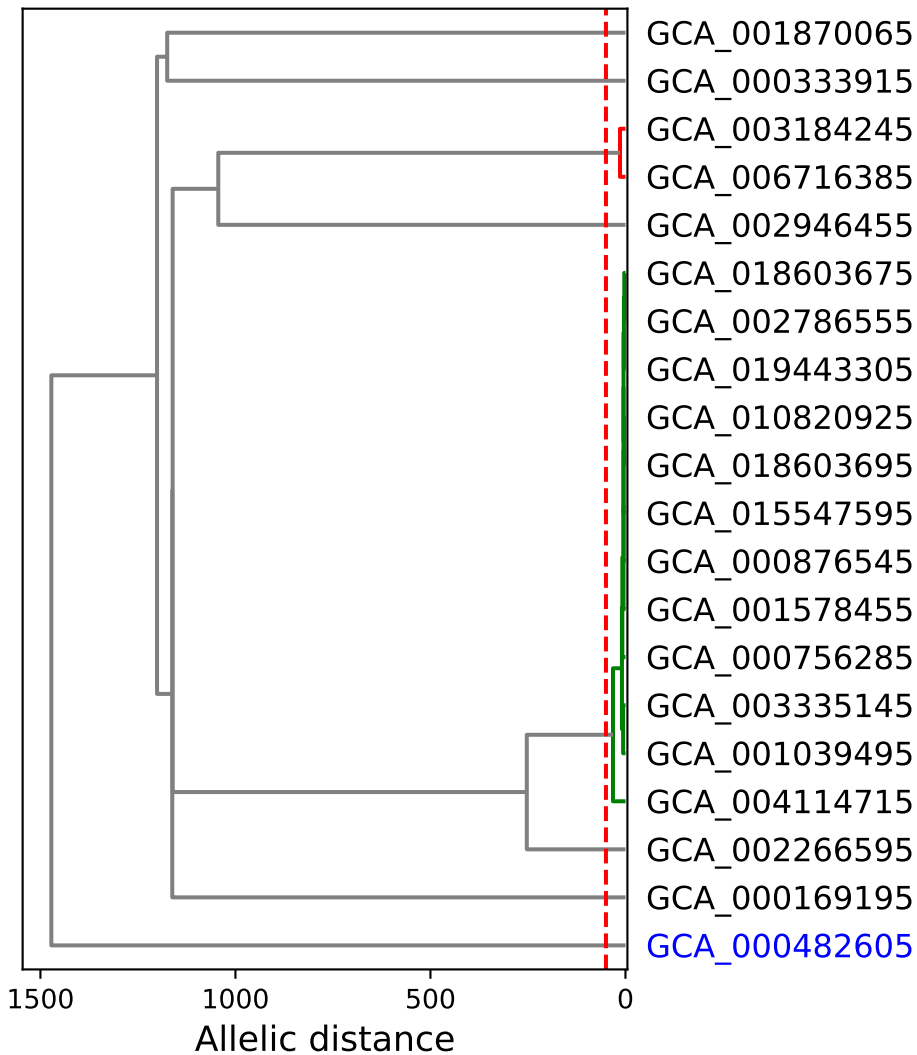 GCA_001870065
GCA_000333915
GCA_003184245
GCA_006716385
GCA_002946455
GCA_018603675
GCA_002786555
GCA_019443305
GCA_010820925
GCA_018603695
GCA_015547595
GCA_000876545
GCA_001578455
GCA_000756285
GCA_003335145
GCA_001039495
GCA_004114715
GCA_002266595
GCA_000169195
GCA_000482605
1500 1000 500 0
Allelic distance